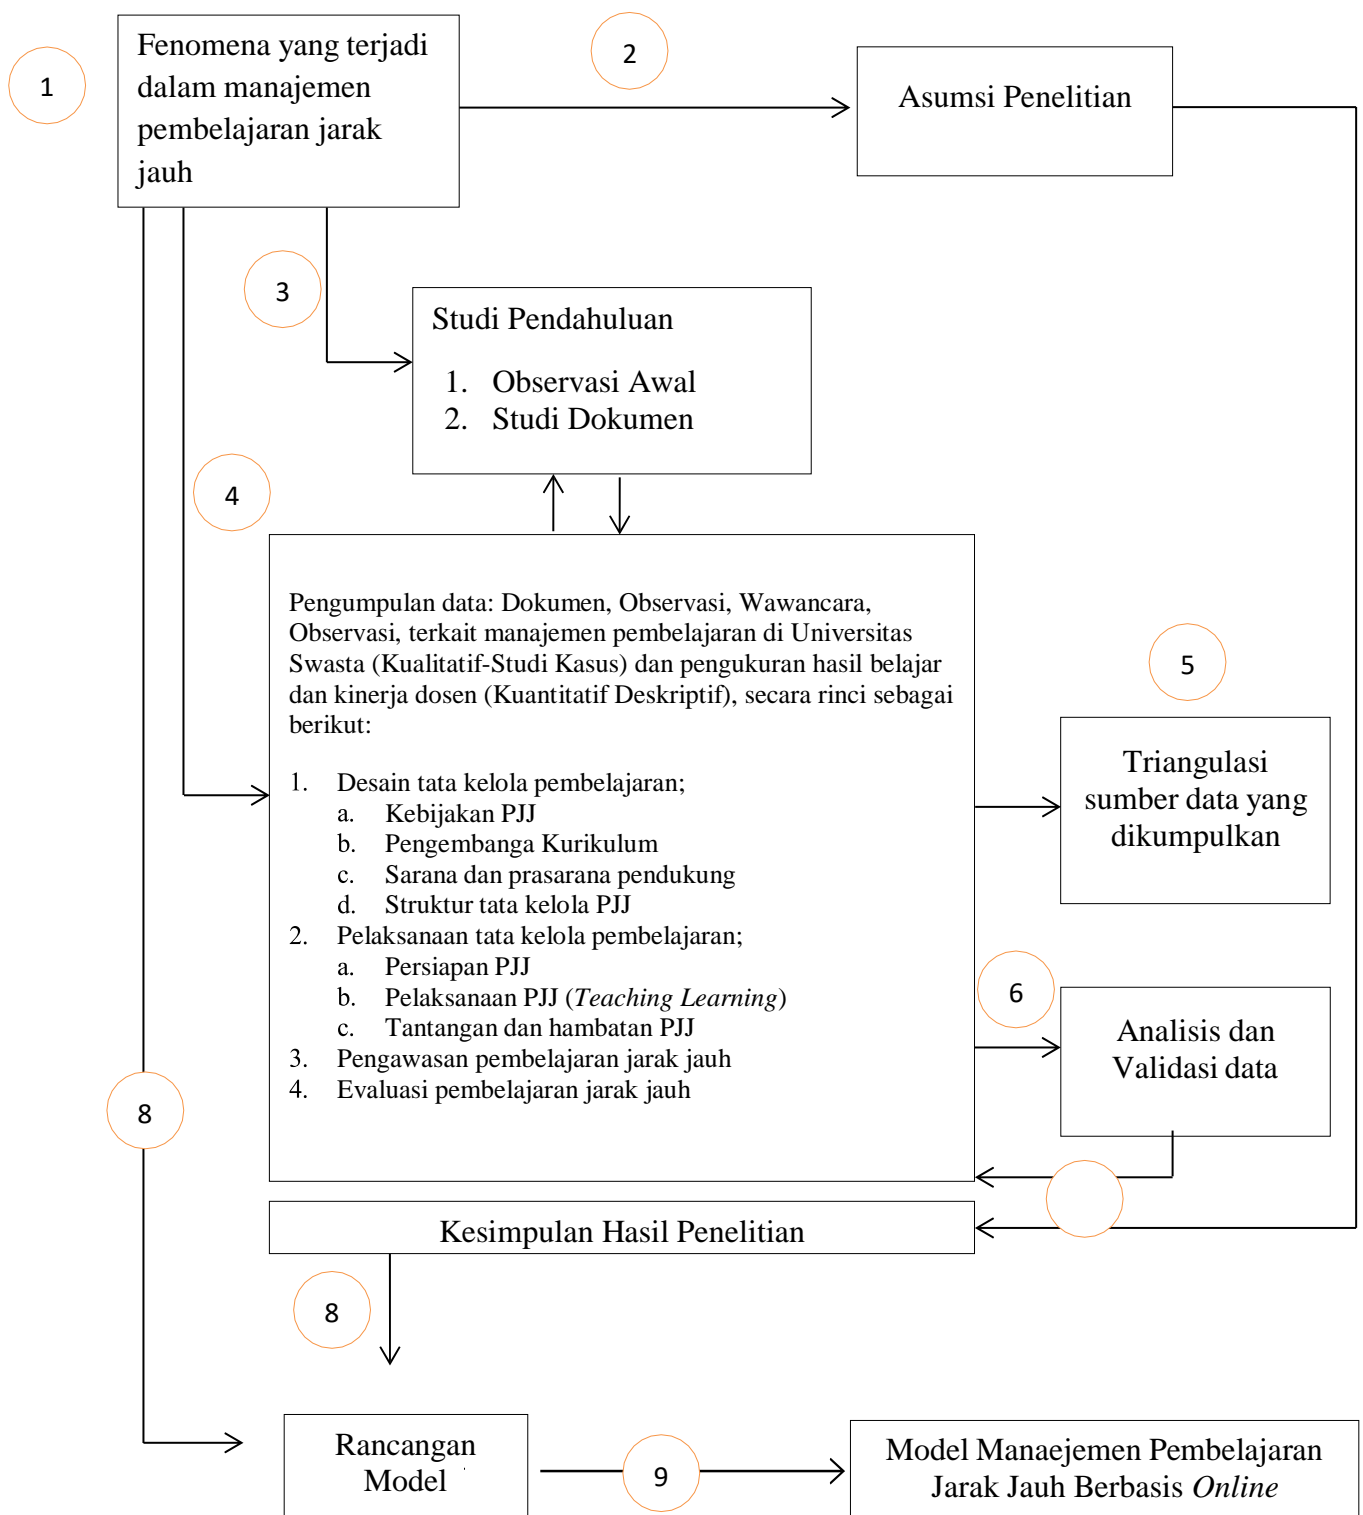 1
Fenomena yang terjadi
dalam manajemen
pembelajaran jarak
jauh
2
Asumsi Penelitian
3
Studi Pendahuluan
1. Observasi Awal
2. Studi Dokumen
4
Pengumpulan data: Dokumen, Observasi, Wawancara,
Observasi, terkait manajemen pembelajaran di Universitas
Swasta (Kualitatif-Studi Kasus) dan pengukuran hasil belajar
dan kinerja dosen (Kuantitatif Deskriptif), secara rinci sebagai
berikut:
1. Desain tata kelola pembelajaran;
a. Kebijakan PJJ
b. Pengembanga Kurikulum
c. Sarana dan prasarana pendukung
d. Struktur tata kelola PJJ
2. Pelaksanaan tata kelola pembelajaran;
a. Persiapan PJJ
b. Pelaksanaan PJJ (Teaching Learning)
c. Tantangan dan hambatan PJJ
3. Pengawasan pembelajaran jarak jauh
4. Evaluasi pembelajaran jarak jauh
5
Triangulasi
sumber data yang
dikumpulkan
6
Analisis dan
Validasi data
8
Kesimpulan Hasil Penelitian
8
Rancangan
Model
9
Model Manaejemen Pembelajaran
Jarak Jauh Berbasis Online